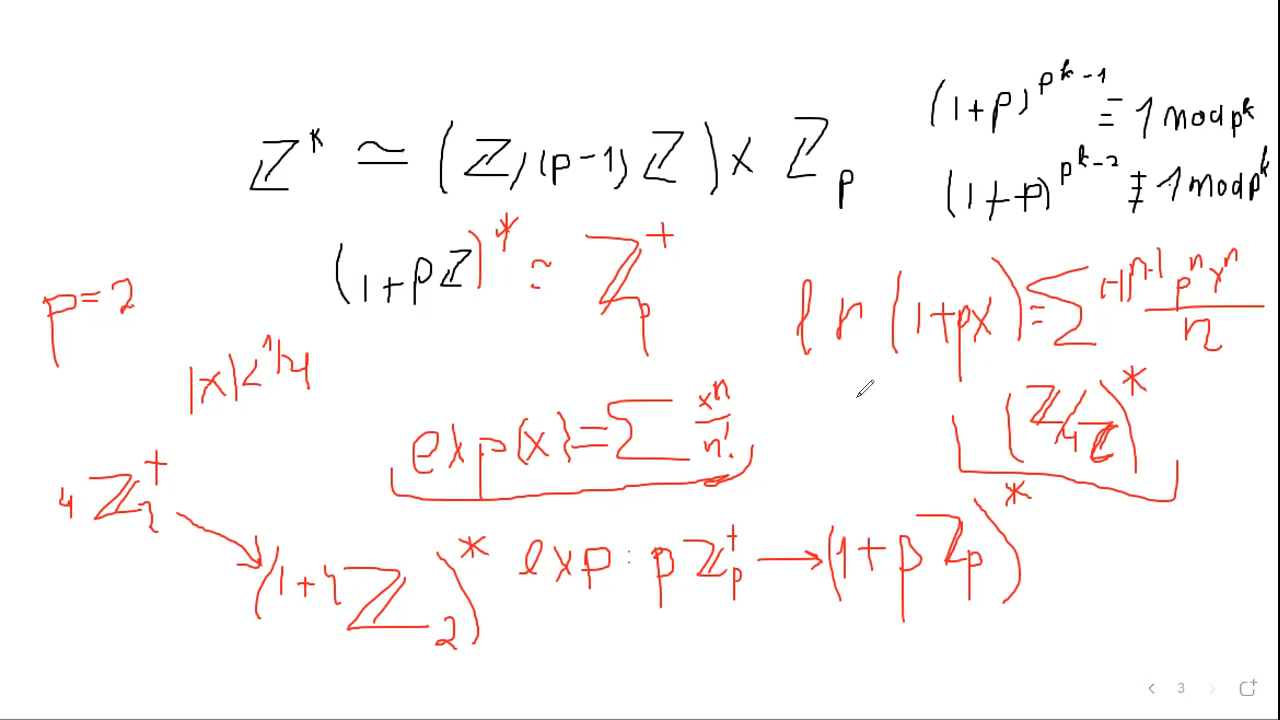 (1+p)^{p^{k-1}} ≡ 1 mod p^k
ℤ^* ≃ (ℤ/(p-1)ℤ) × ℤ_p
(1+p)^{p^{k-2}} ≢ 1 mod p^k
(1+pℤ)^* ≃ ℤ_p^+
p=2
ln(1+px) = ∑ (-1)^{n-1} p^n x^n / n
|x|<1/4
exp(x) = ∑ x^n / n!
(ℤ/4ℤ)^*
4ℤ_2^+ → (1+4ℤ_2)^*
exp: pℤ_p^+ → (1+pℤ_p)^*
3